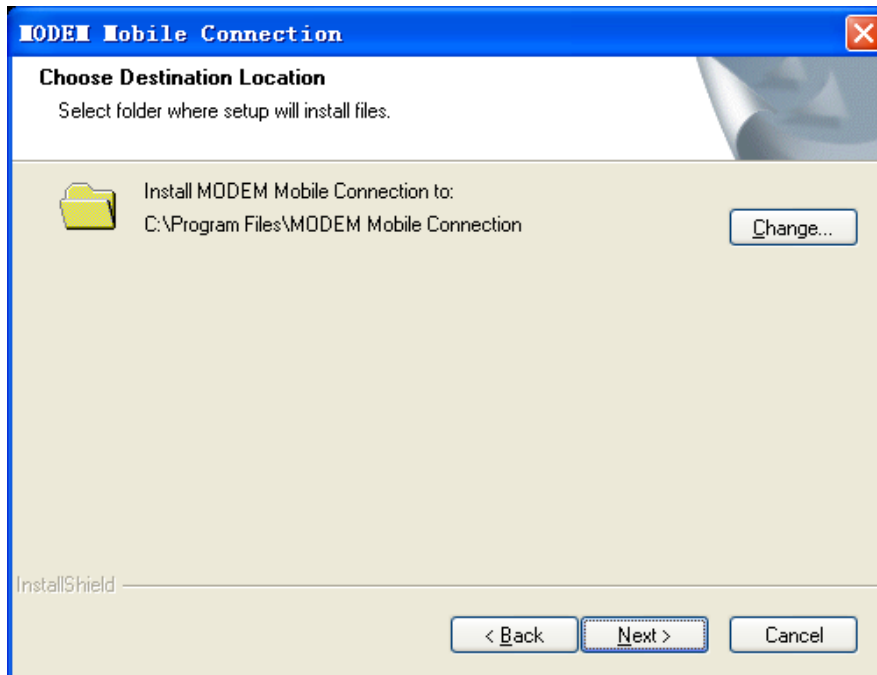 MODEM Mobile Connection
Choose Destination Location
Select folder where setup will install files.
Install MODEM Mobile Connection to:
C:\Program Files\MODEM Mobile Connection
Change...
InstallShield
< Back
Next >
Cancel